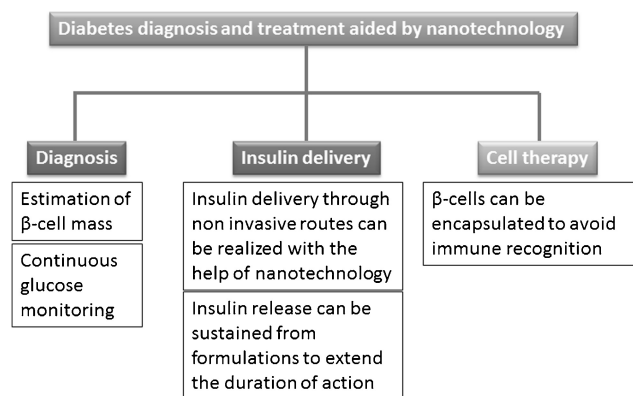 Diabetes diagnosis and treatment aided by nanotechnology
Diagnosis
Estimation of
β-cell mass
Continuous
glucose
monitoring
Insulin delivery
Insulin delivery through
non invasive routes can
be realized with the
help of nanotechnology
Insulin release can be
sustained from
formulations to extend
the duration of action
Cell therapy
β-cells can be
encapsulated to avoid
immune recognition